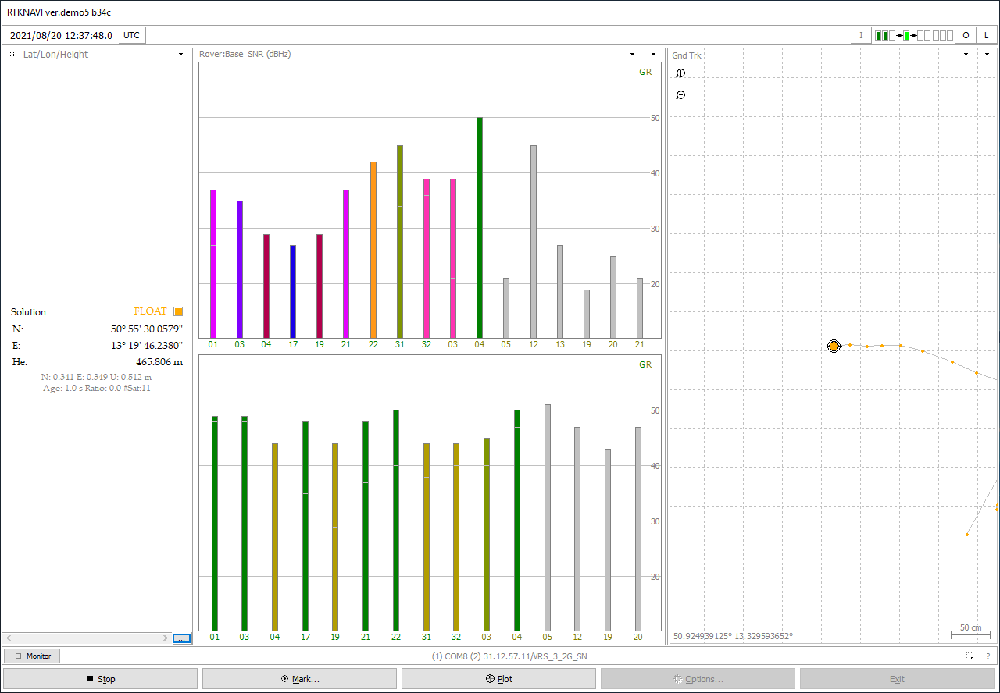 RTKNAVI ver.demo5 b34c
2021/08/20 12:37:48.0 UTC I O L
Lat/Lon/Height
Solution: FLOAT
N: 50° 55' 30.0579"
E: 13° 19' 46.2380"
He: 465.806 m
N: 0.341 E: 0.349 U: 0.512 m
Age: 1.0 s Ratio: 0.0 #Sat:11
...
Rover:Base SNR (dBHz)
GR
50
40
30
20
01 03 04 17 19 21 22 31 32 03 04 05 12 13 19 20 21
GR
50
40
30
20
01 03 04 17 19 21 22 31 32 03 04 05 12 19 20
Gnd Trk
50 cm
50.924939125° 13.329593652°
Monitor (1) COM8 (2) 31.12.57.11/VRS_3_2G_SN ?
Stop Mark... Plot Options... Exit